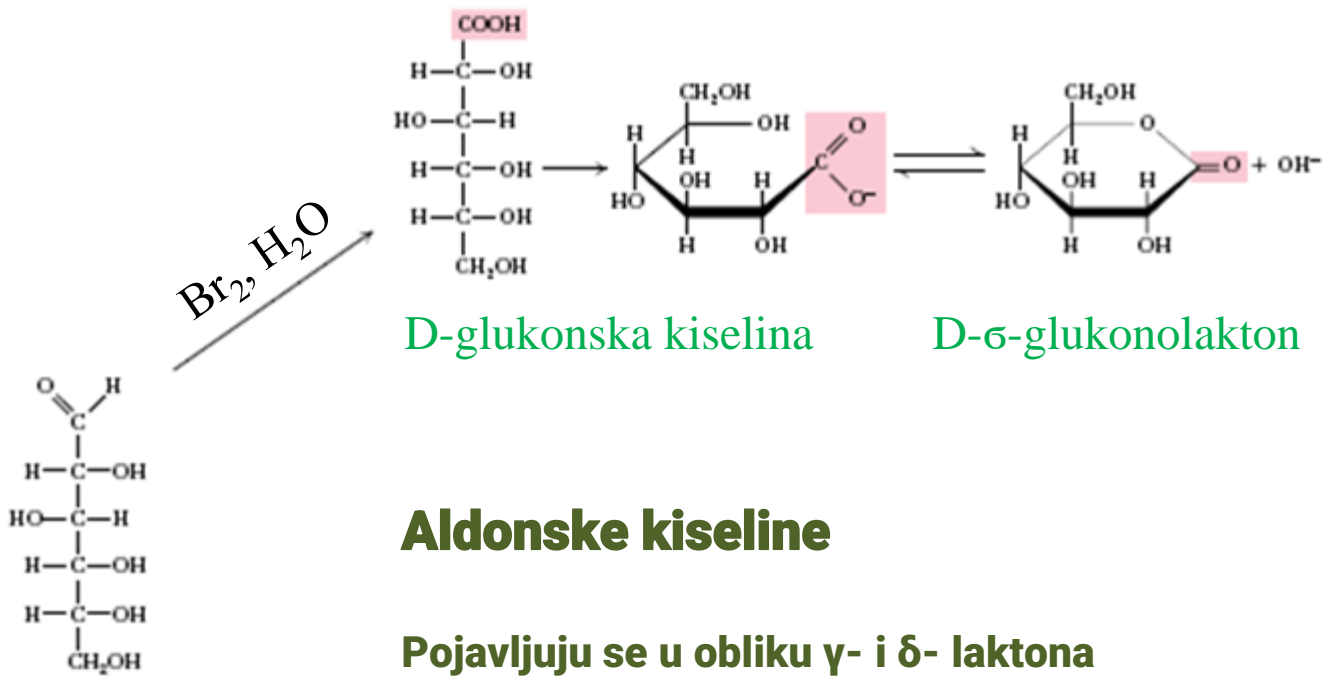 COOH
H—C—OH
HO—C—H
H—C—OH
H—C—OH
CH₂OH
CH₂OH
OH
H
H
OH
H
HO
H
OH
C
O
O⁻
CH₂OH
O
H
H
OH
H
HO
H
OH
=O + OH⁻
Br₂, H₂O
D-glukonska kiselina
D-ϭ-glukonolakton
O
H
C
H—C—OH
HO—C—H
H—C—OH
H—C—OH
CH₂OH
Aldonske kiseline
Pojavljuju se u obliku γ- i δ- laktona